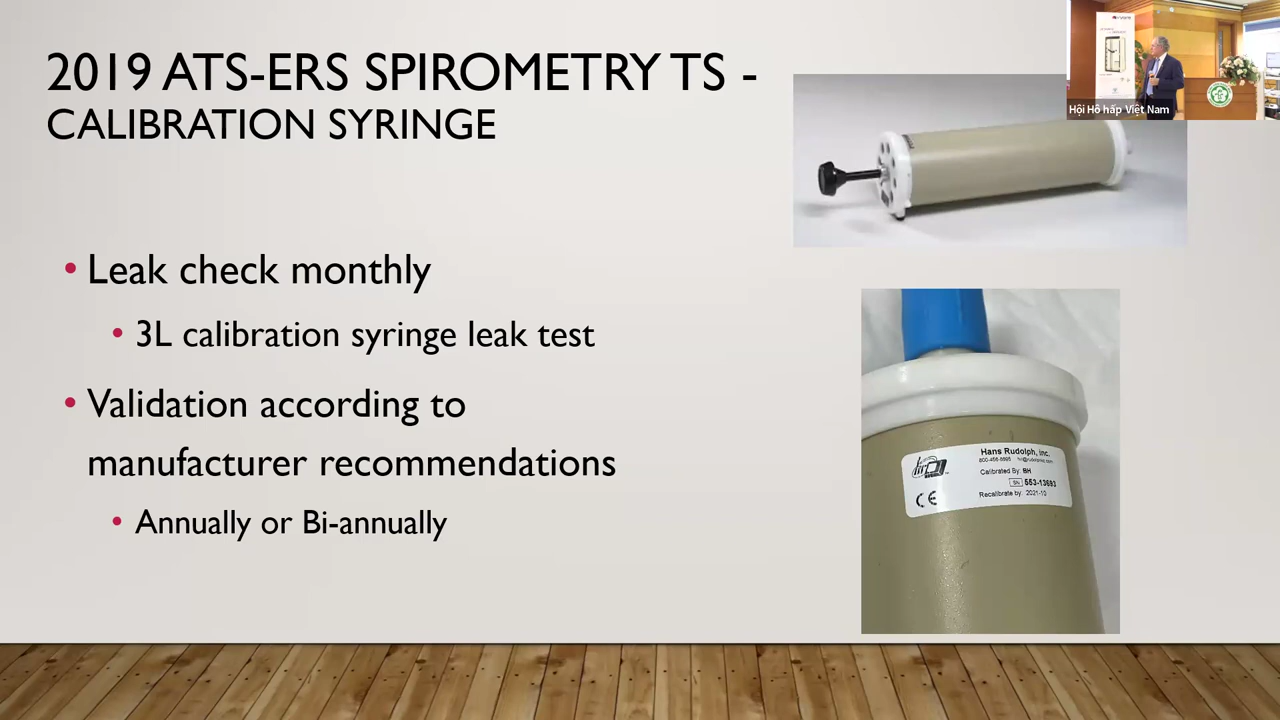 2019 ATS-ERS SPIROMETRY TS -
CALIBRATION SYRINGE
Hội Hô hấp Việt Nam
• Leak check monthly
• 3L calibration syringe leak test
• Validation according to
manufacturer recommendations
• Annually or Bi-annually
Hans Rudolph, inc.
Calibrated By: BH
SN 553-13693
Recalibrate by: 2021-10
CE